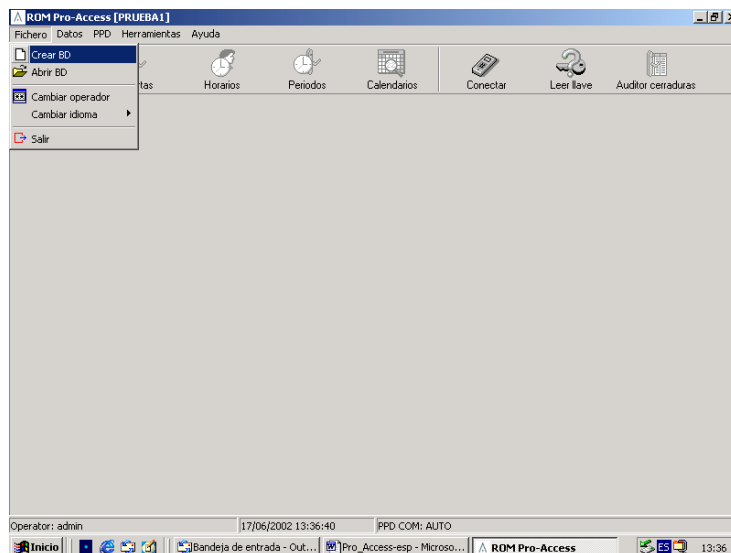 ROM Pro-Access [PRUEBA1]
Fichero Datos PPD Herramientas Ayuda
Crear BD
Abrir BD
Cambiar operador
Cambiar idioma
Salir
tas Horarios Periodos Calendarios Conectar Leer llave Auditor cerraduras
Operator: admin 17/06/2002 13:36:40 PPD COM: AUTO
Inicio Bandeja de entrada - Out... Pro_Access-esp - Microso... ROM Pro-Access ES 13:36